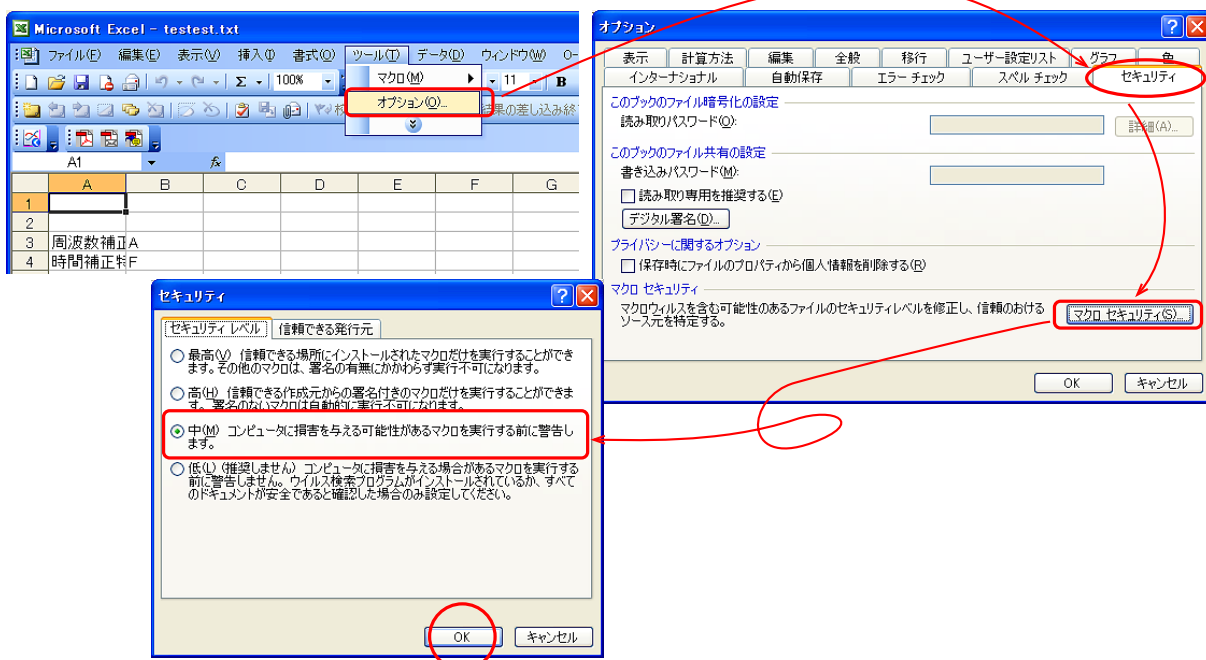 Microsoft Excel - testest.txt
ファイル(F) 編集(E) 表示(V) 挿入(I) 書式(O) ツール(T) データ(D) ウィンドウ(W)
100%
11
B
マクロ(M)
オプション(O)...
結果の差し込み終
A1
fx
A B C D E F G
1
2
3 周波数補正 A
4 時間補正特 F
オプション
表示 計算方法 編集 全般 移行 ユーザー設定リスト グラフ 色
インターナショナル 自動保存 エラー チェック スペル チェック セキュリティ
このブックのファイル暗号化の設定
読み取りパスワード(O):
詳細(A)...
このブックのファイル共有の設定
書き込みパスワード(M):
読み取り専用を推奨する(E)
デジタル署名(D)...
プライバシーに関するオプション
保存時にファイルのプロパティから個人情報を削除する(R)
マクロ セキュリティ
マクロウィルスを含む可能性のあるファイルのセキュリティレベルを修正し、信頼のおける
ソース元を特定する。
マクロ セキュリティ(S)...
OK キャンセル
セキュリティ
セキュリティ レベル 信頼できる発行元
最高(V) 信頼できる場所にインストールされたマクロだけを実行することができ
ます。その他のマクロは、署名の有無にかかわらず実行不可になります。
高(H) 信頼できる作成元からの署名付きのマクロだけを実行することができま
す。署名のないマクロは自動的に実行不可になります。
中(M) コンピュータに損害を与える可能性があるマクロを実行する前に警告し
ます。
低(L) (推奨しません) コンピュータに損害を与える場合があるマクロを実行する
前に警告しません。ウイルス検索プログラムがインストールされているか、すべて
のドキュメントが安全であると確認した場合のみ設定してください。
OK キャンセル